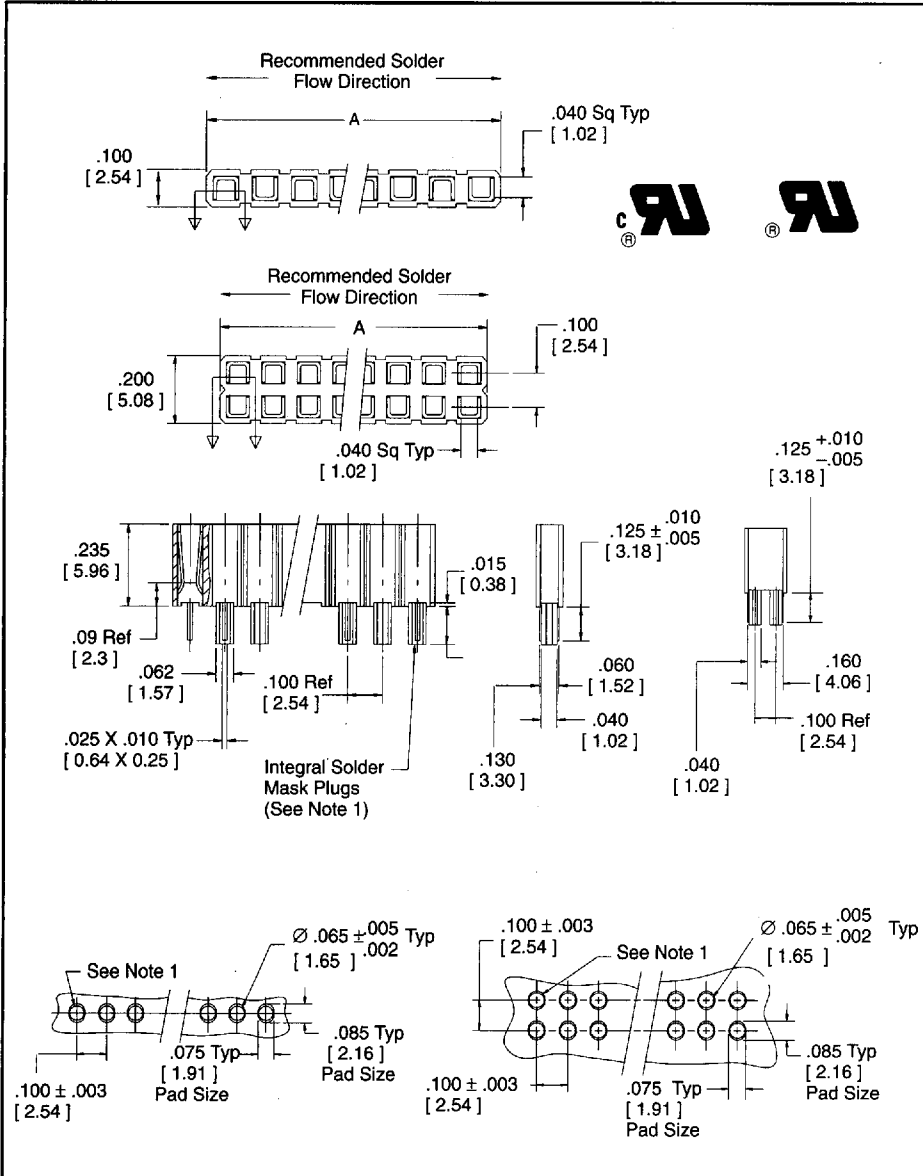 Recommended Solder
Flow Direction
A
.040 Sq Typ
[ 1.02 ]
.100
[ 2.54 ]
c ® RU
® RU
Recommended Solder
Flow Direction
A
.100
[ 2.54 ]
.200
[ 5.08 ]
.040 Sq Typ
[ 1.02 ]
.125 +.010
-.005
[ 3.18 ]
.235
[ 5.96 ]
.015
[ 0.38 ]
.125 ± .010
.005
[ 3.18 ]
.09 Ref
[ 2.3 ]
.062
[ 1.57 ]
.100 Ref
[ 2.54 ]
.060
[ 1.52 ]
.160
[ 4.06 ]
.025 X .010 Typ
[ 0.64 X 0.25 ]
.040
[ 1.02 ]
.100 Ref
[ 2.54 ]
.130
[ 3.30 ]
.040
[ 1.02 ]
Integral Solder
Mask Plugs
(See Note 1)
See Note 1
Ø .065 ± .005 Typ
.002
[ 1.65 ]
.100 ± .003
[ 2.54 ]
.075 Typ
[ 1.91 ]
Pad Size
.085 Typ
[ 2.16 ]
Pad Size
.100 ± .003
[ 2.54 ]
See Note 1
Ø .065 ± .005 Typ
.002
[ 1.65 ]
.100 ± .003
[ 2.54 ]
.075 Typ
[ 1.91 ]
Pad Size
.085 Typ
[ 2.16 ]
Pad Size